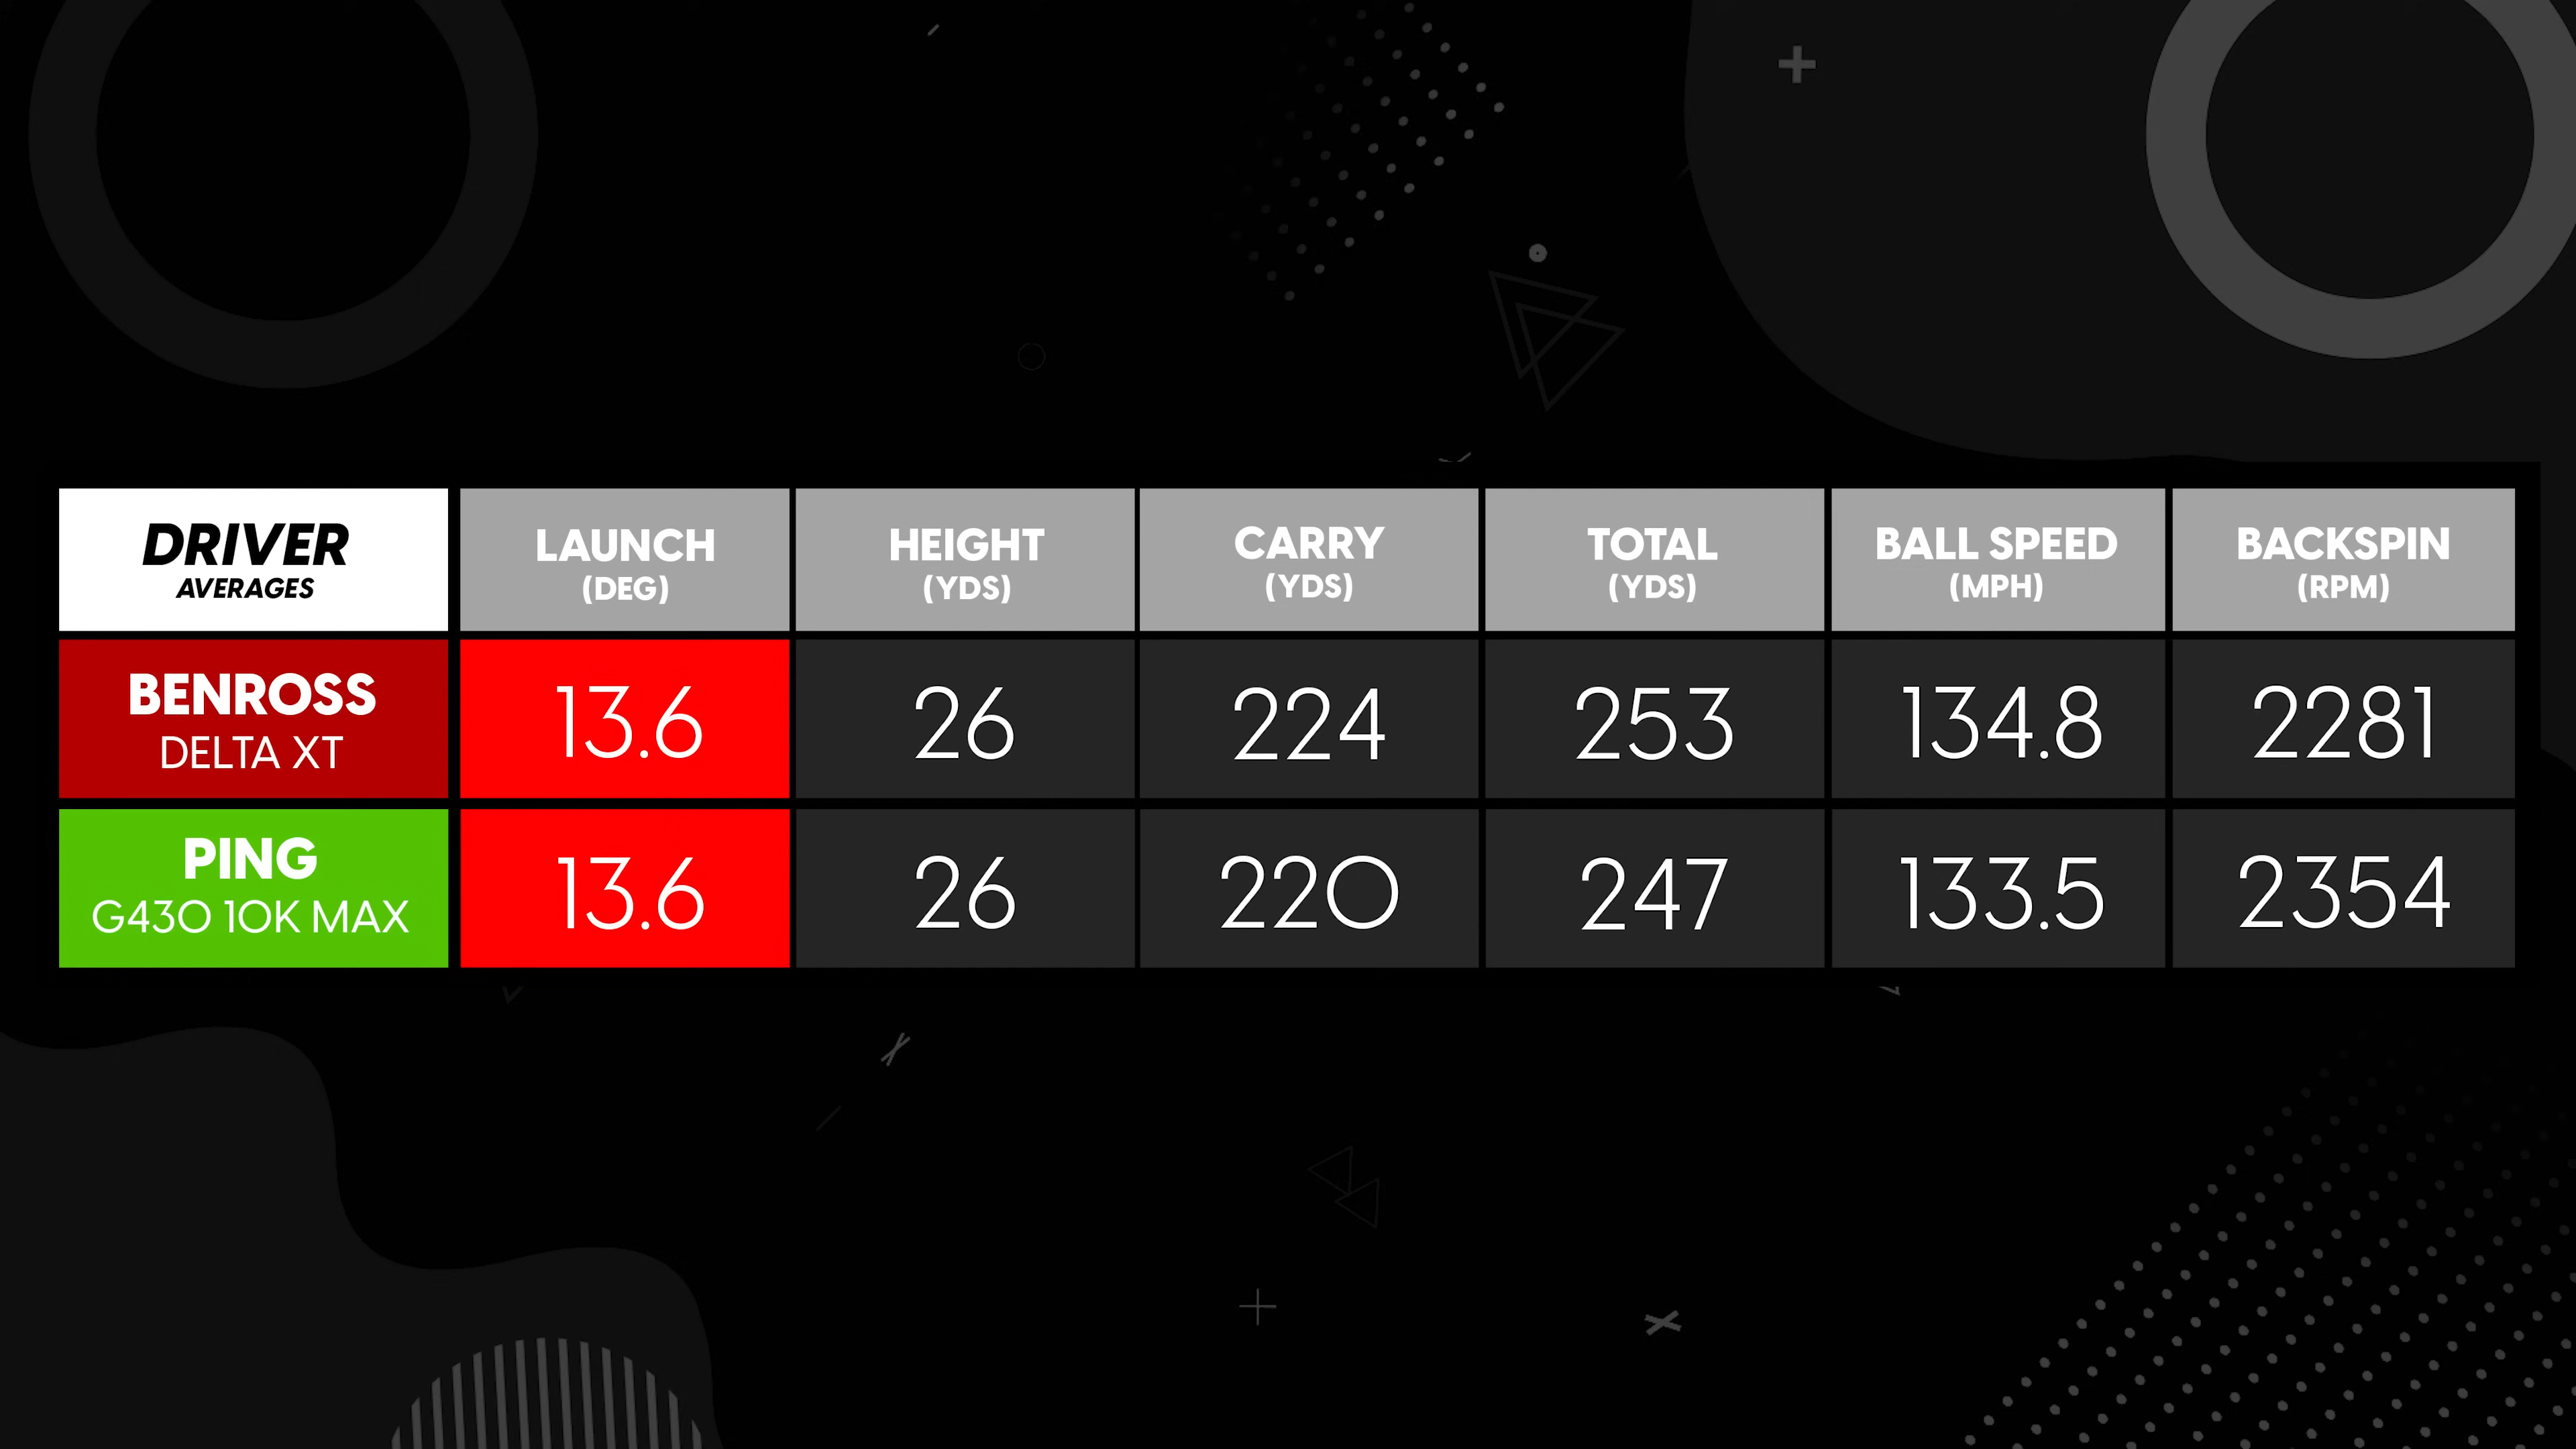 DRIVER
AVERAGES
LAUNCH
(DEG)
HEIGHT
(YDS)
CARRY
(YDS)
TOTAL
(YDS)
BALL SPEED
(MPH)
BACKSPIN
(RPM)
BENROSS
DELTA XT
13.6
26
224
253
134.8
2281
PING
G430 10K MAX
13.6
26
220
247
133.5
2354